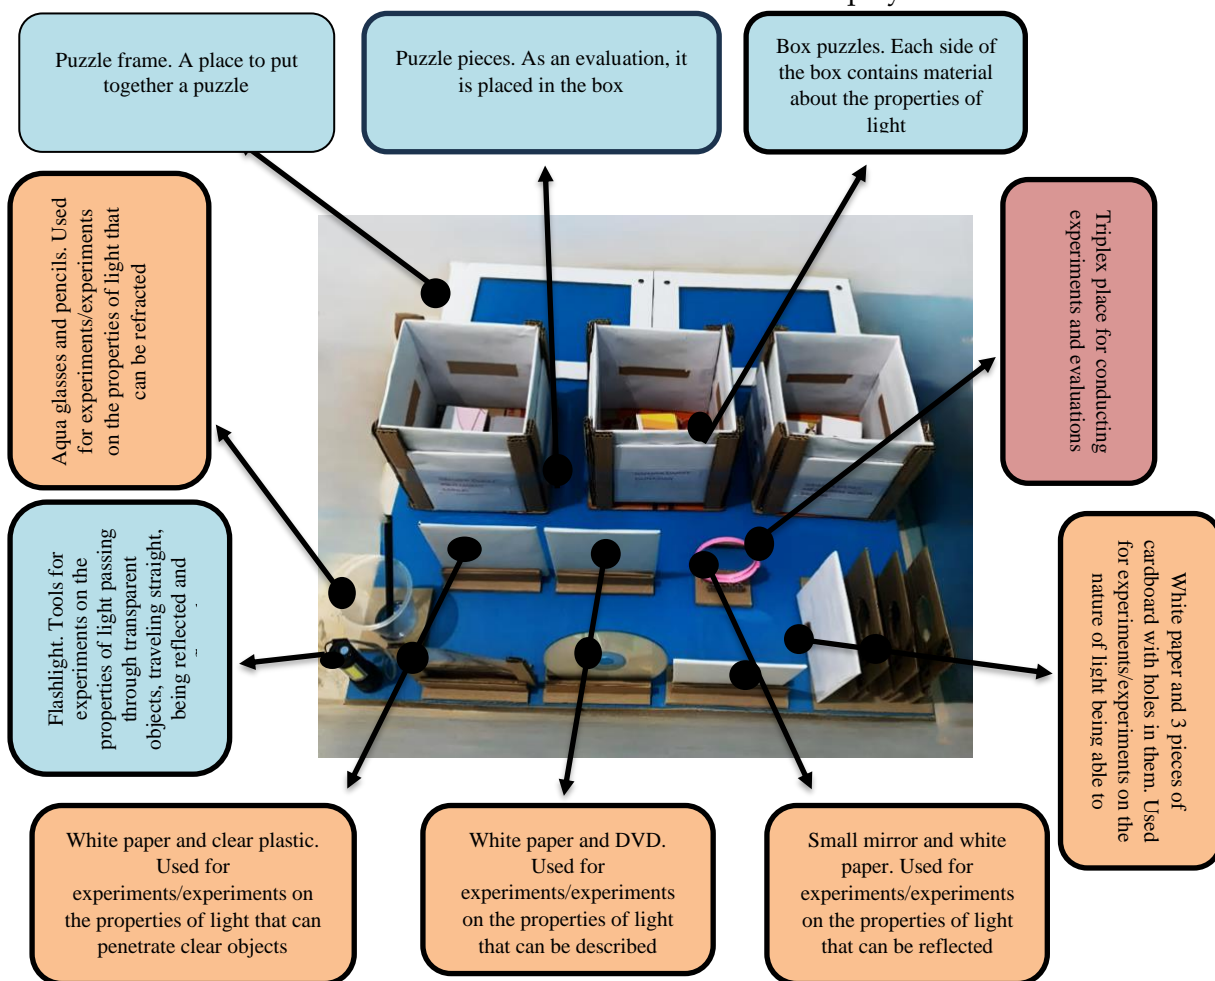 Puzzle frame. A place to put
together a puzzle
Puzzle pieces. As an evaluation, it
is placed in the box
Box puzzles. Each side of
the box contains material
about the properties of
light
Aqua glasses and pencils. Used
for experiments/experiments
on the properties of light that
can be refracted
Triplex place for conducting
experiments and evaluations
Flashlight. Tools for
experiments on the
properties of light passing
through transparent
objects, traveling straight,
being reflected and
White paper and 3 pieces of
cardboard with holes in them. Used
for experiments/experiments on the
nature of light being able to
White paper and clear plastic.
Used for
experiments/experiments on
the properties of light that can
penetrate clear objects
White paper and DVD.
Used for
experiments/experiments
on the properties of light
that can be described
Small mirror and white
paper. Used for
experiments/experiments
on the properties of light
that can be reflected